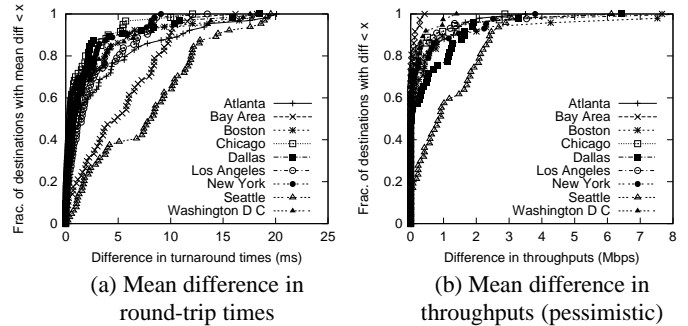 Frac. of destinations with mean diff < x
1
0.8
0.6
0.4
0.2
0
Atlanta
Bay Area
Boston
Chicago
Dallas
Los Angeles
New York
Seattle
Washington D C
0 5 10 15 20 25
Difference in turnaround times (ms)
(a) Mean difference in
round-trip times
Frac. of destinations with diff < x
1
0.8
0.6
0.4
0.2
0
Atlanta
Bay Area
Boston
Chicago
Dallas
Los Angeles
New York
Seattle
Washington D C
0 1 2 3 4 5 6 7 8
Difference in throughputs (Mbps)
(b) Mean difference in
throughputs (pessimistic)